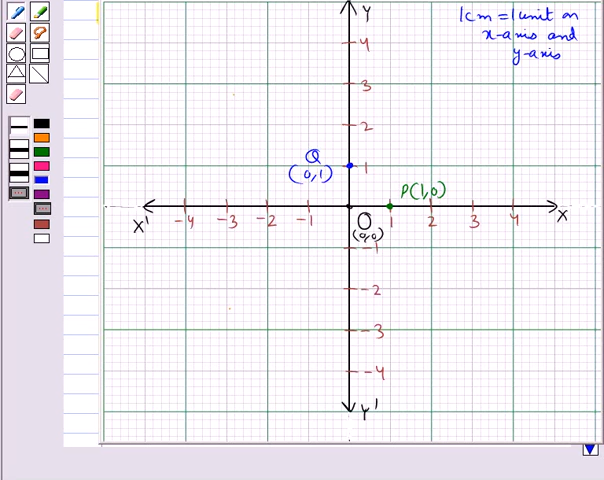 1cm = 1 unit on
x-axis and
y-axis
Y
4
3
2
Q
(0,1)
1
P(1,0)
X'
-4
-3
-2
-1
O
(0,0)
1
2
3
4
X
-1
-2
-3
-4
Y'